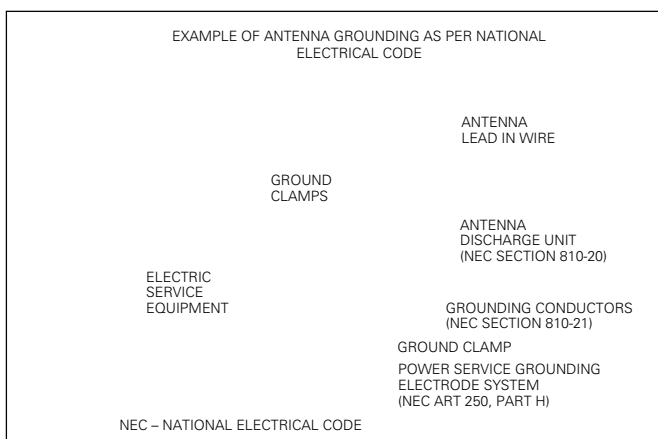 EXAMPLE OF ANTENNA GROUNDING AS PER NATIONAL
ELECTRICAL CODE
ANTENNA
LEAD IN WIRE
GROUND
CLAMPS
ANTENNA
DISCHARGE UNIT
(NEC SECTION 810-20)
ELECTRIC
SERVICE
EQUIPMENT
GROUNDING CONDUCTORS
(NEC SECTION 810-21)
GROUND CLAMP
POWER SERVICE GROUNDING
ELECTRODE SYSTEM
(NEC ART 250, PART H)
NEC – NATIONAL ELECTRICAL CODE